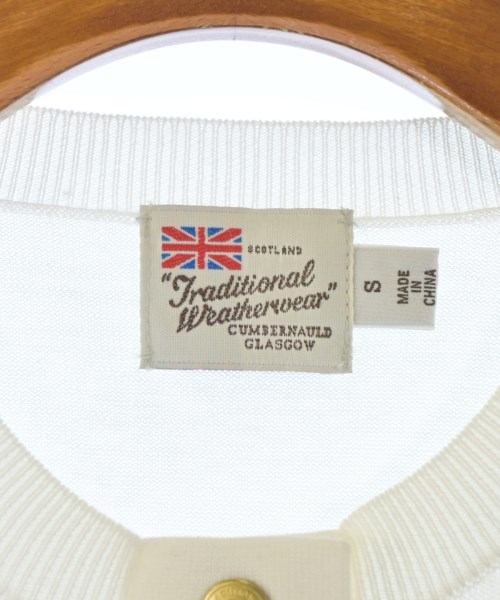 SCOTLAND
"Traditional
Weatherwear"
CUMBERNAULD
GLASGOW
S
MADE
IN
CHINA